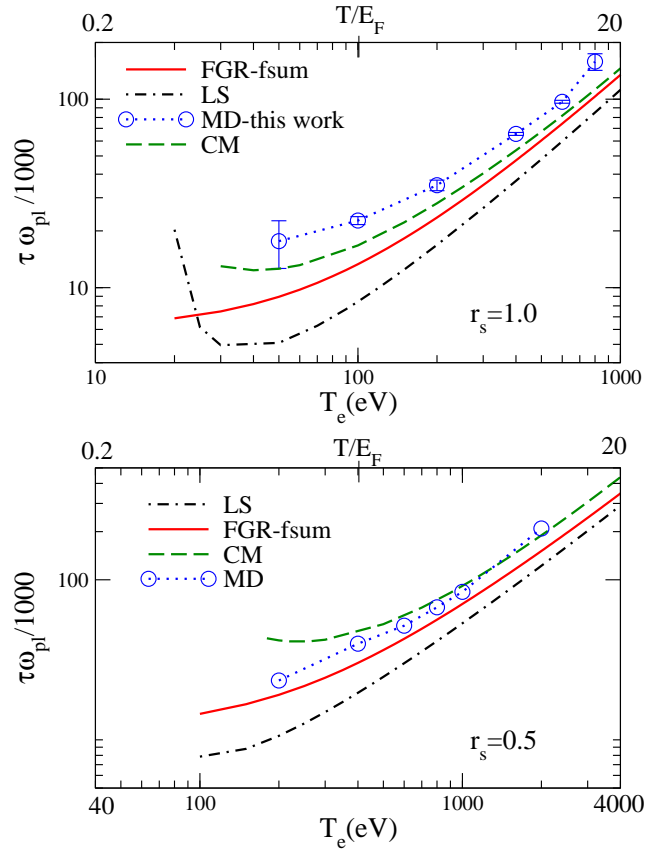 0.2 T/E_F 20
FGR-fsum
LS
MD-this work
CM
100
10
τ ω_pl /1000
r_s=1.0
10 100 1000
T_e(eV)
0.2 T/E_F 20
LS
FGR-fsum
CM
MD
100
τω_pl/1000
r_s=0.5
40 100 1000 4000
T_e(eV)